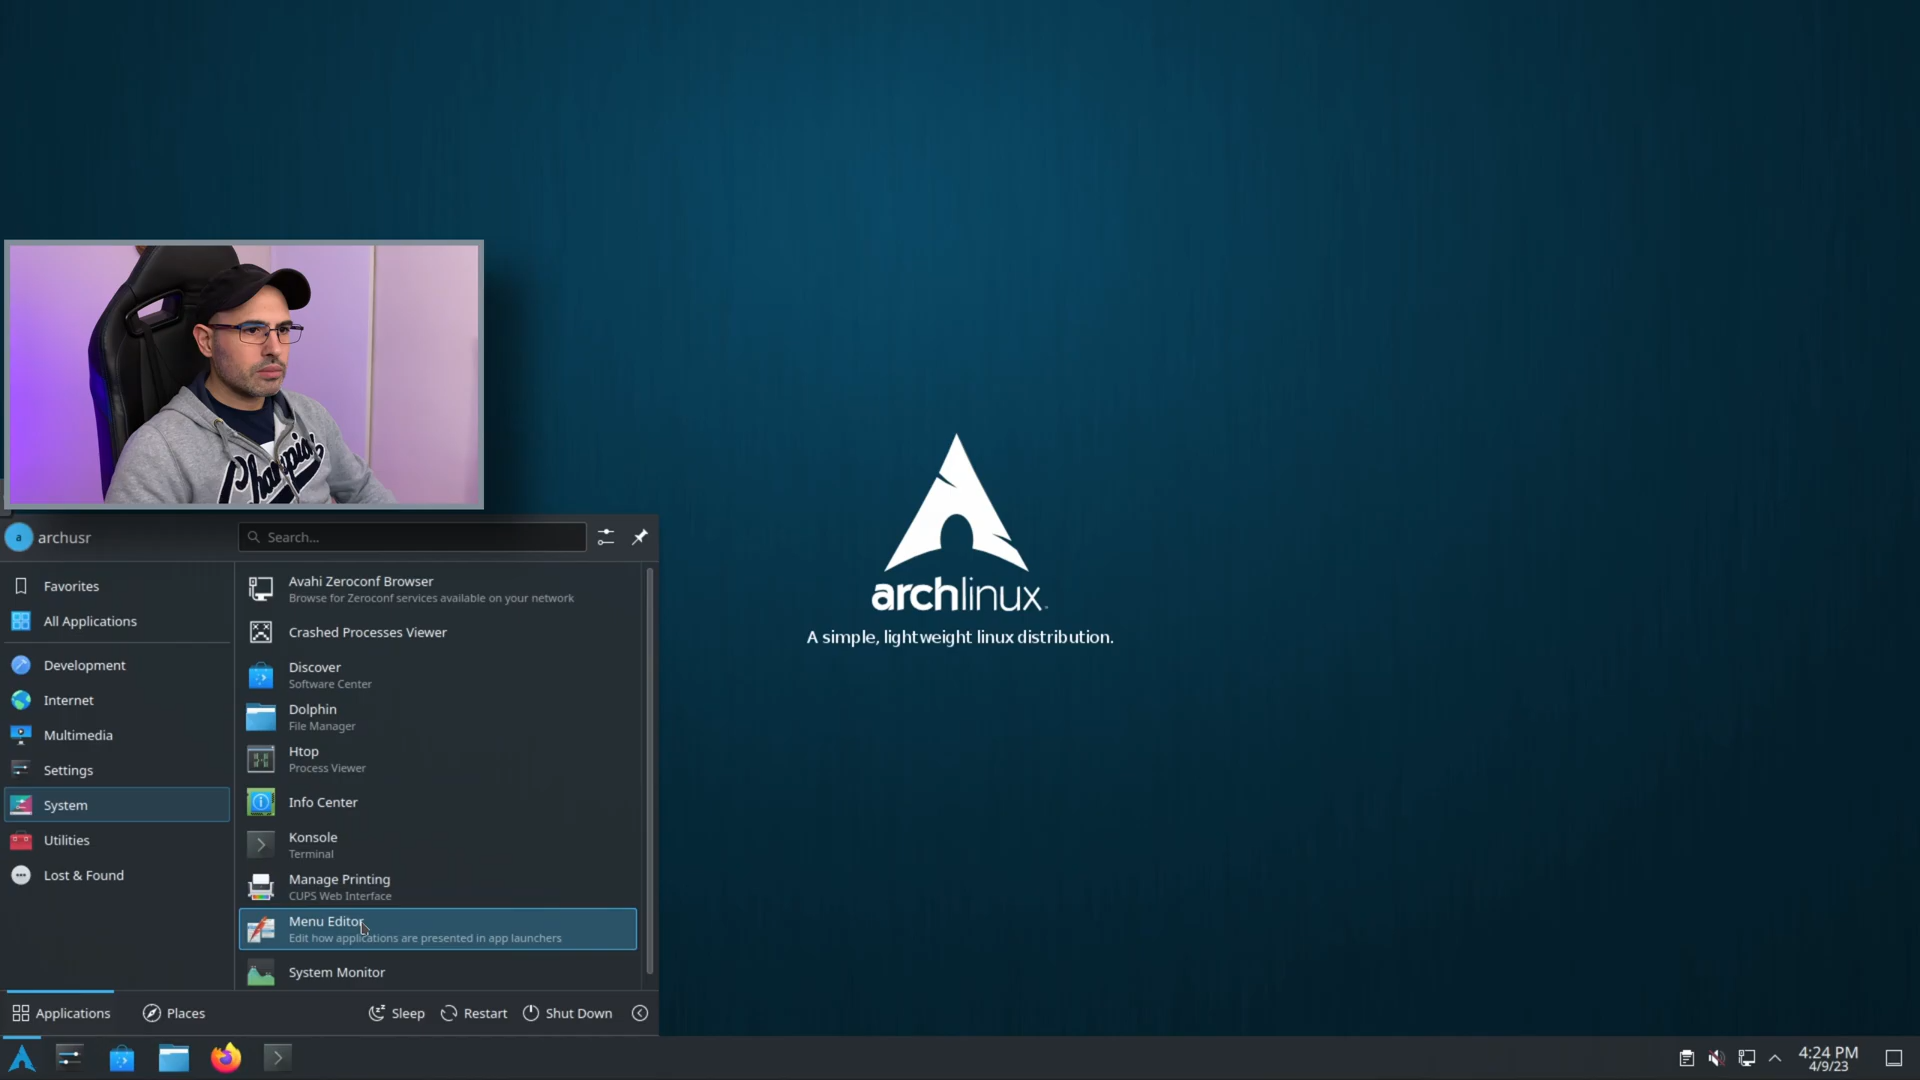 Champion
archlinux
A simple, lightweight linux distribution.
a
archusr
Search...
Favorites
All Applications
Development
Internet
Multimedia
Settings
System
Utilities
Lost & Found
Avahi Zeroconf Browser
Browse for Zeroconf services available on your network
Crashed Processes Viewer
Discover
Software Center
Dolphin
File Manager
Htop
Process Viewer
Info Center
Konsole
Terminal
Manage Printing
CUPS Web Interface
Menu Editor
Edit how applications are presented in app launchers
System Monitor
Applications
Places
Sleep
Restart
Shut Down
4:24 PM
4/9/23